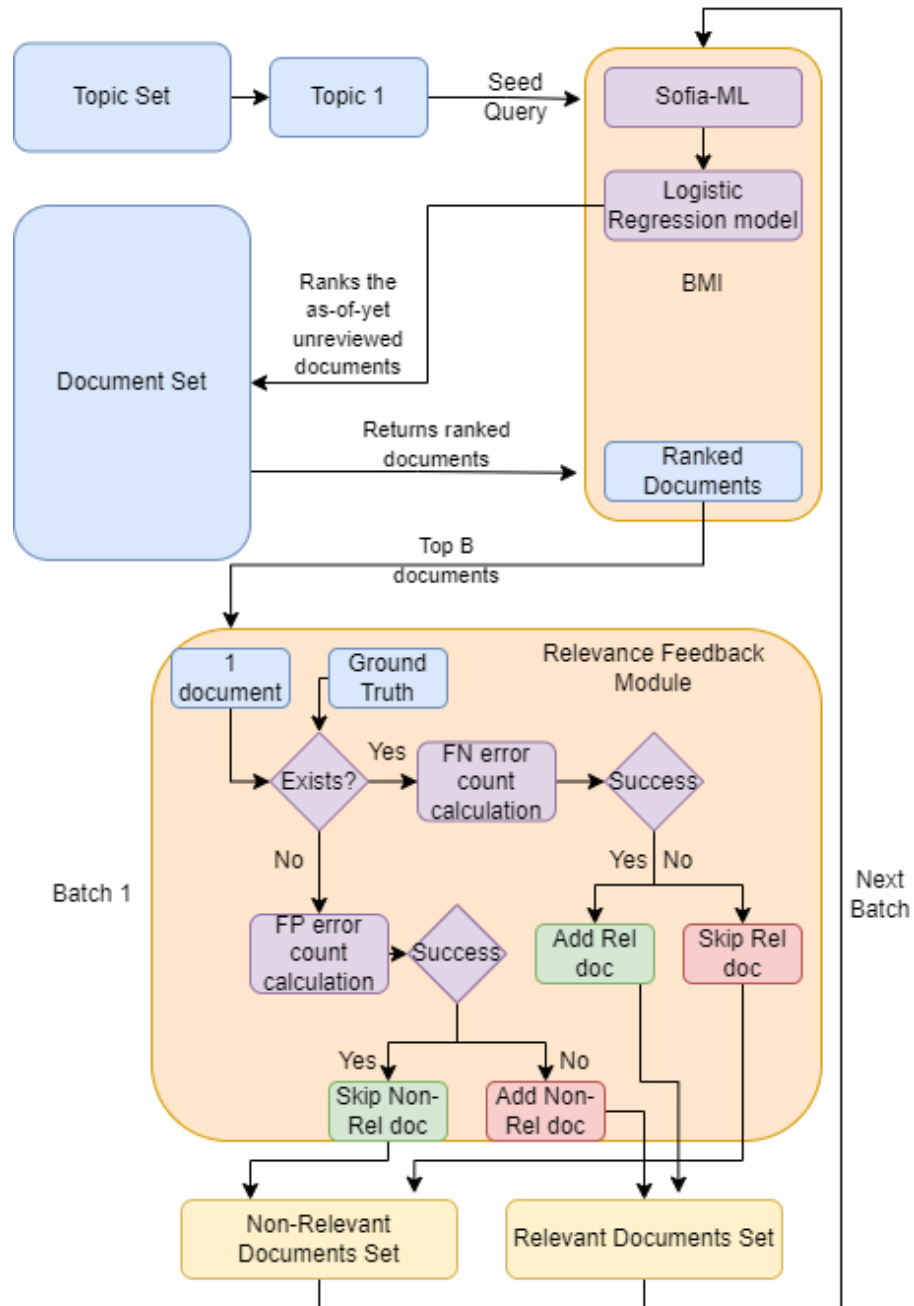 Topic Set
Topic 1
Seed
Query
Sofia-ML
Logistic
Regression model
BMI
Ranks the
as-of-yet
unreviewed
documents
Document Set
Returns ranked
documents
Ranked
Documents
Top B
documents
1
document
Ground
Truth
Relevance Feedback
Module
Exists?
Yes
FN error
count
calculation
Success
No
Yes
No
Batch 1
Next
Batch
FP error
count
calculation
Success
Add Rel
doc
Skip Rel
doc
Yes
No
Skip Non-
Rel doc
Add Non-
Rel doc
Non-Relevant
Documents Set
Relevant Documents Set